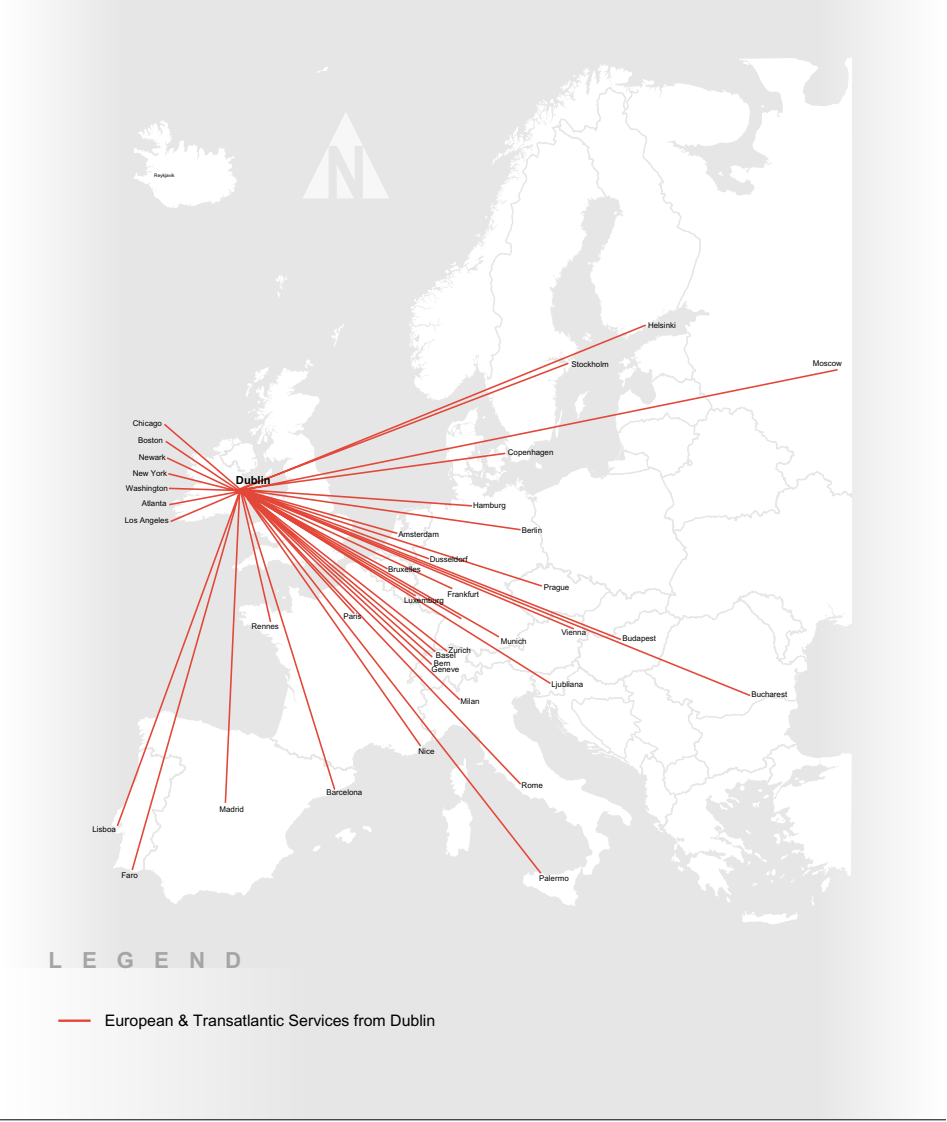 N
Reykjavik
Helsinki
Moscow
Stockholm
Chicago
Boston
Copenhagen
Newark
New York
Dublin
Washington
Atlanta
Hamburg
Los Angeles
Berlin
Amsterdam
Dusseldorf
Bruxelles
Prague
Frankfurt
Luxemburg
Paris
Rennes
Vienna
Budapest
Munich
Zurich
Basel
Bern
Geneve
Ljubliana
Bucharest
Milan
Nice
Rome
Barcelona
Madrid
Lisboa
Faro
Palermo
L E G E N D
European & Transatlantic Services from Dublin